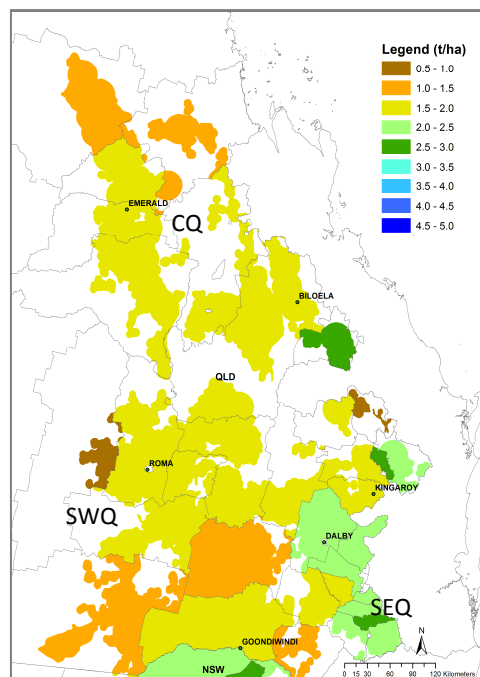 Legend (t/ha)
0.5 - 1.0
1.0 - 1.5
1.5 - 2.0
2.0 - 2.5
2.5 - 3.0
3.0 - 3.5
3.5 - 4.0
4.0 - 4.5
4.5 - 5.0
EMERALD
CQ
BILOELA
QLD
ROMA
KINGAROY
SWQ
DALBY
SEQ
GOONDIWINDI
NSW
N
0 15 30 60 90 120 Kilometers